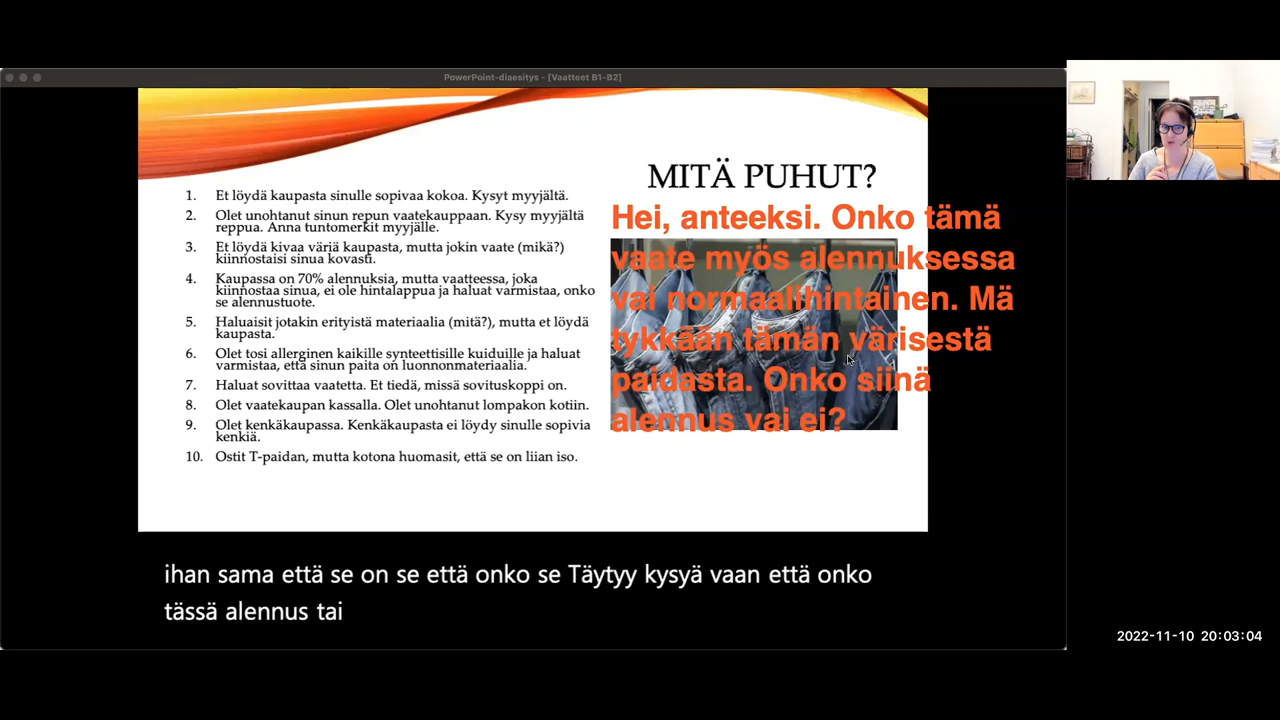 PowerPoint-diaesitys - [Vaatteet B1-B2]
MITÄ PUHUT?
1. Et löydä kaupasta sinulle sopivaa kokoa. Kysyt myyjältä.
2. Olet unohtanut sinun repun vaatekauppaan. Kysy myyjältä
reppua. Anna tuntomerkit myyjälle.
3. Et löydä kivaa väriä kaupasta, mutta jokin vaate (mikä?)
kiinnostaisi sinua kovasti.
4. Kaupassa on 70% alennuksia, mutta vaatteessa, joka
kiinnostaa sinua, ei ole hintalappua ja haluat varmistaa, onko
se alennustuote.
5. Haluaisit jotakin erityistä materiaalia (mitä?), mutta et löydä
kaupasta.
6. Olet tosi allerginen kaikille synteettisille kuiduille ja haluat
varmistaa, että sinun paita on luonnonmateriaalia.
7. Haluat sovittaa vaatetta. Et tiedä, missä sovituskoppi on.
8. Olet vaatekaupan kassalla. Olet unohtanut lompakon kotiin.
9. Olet kenkäkaupassa. Kenkäkaupasta ei löydy sinulle sopivia
kenkiä.
10. Ostit T-paidan, mutta kotona huomasit, että se on liian iso.
Hei, anteeksi. Onko tämä
vaate myös alennuksessa
vai normaalihintainen. Mä
tykkään tämän värisestä
paidasta. Onko siinä
alennus vai ei?
ihan sama että se on se että onko se Täytyy kysyä vaan että onko
tässä alennus tai
2022-11-10 20:03:04